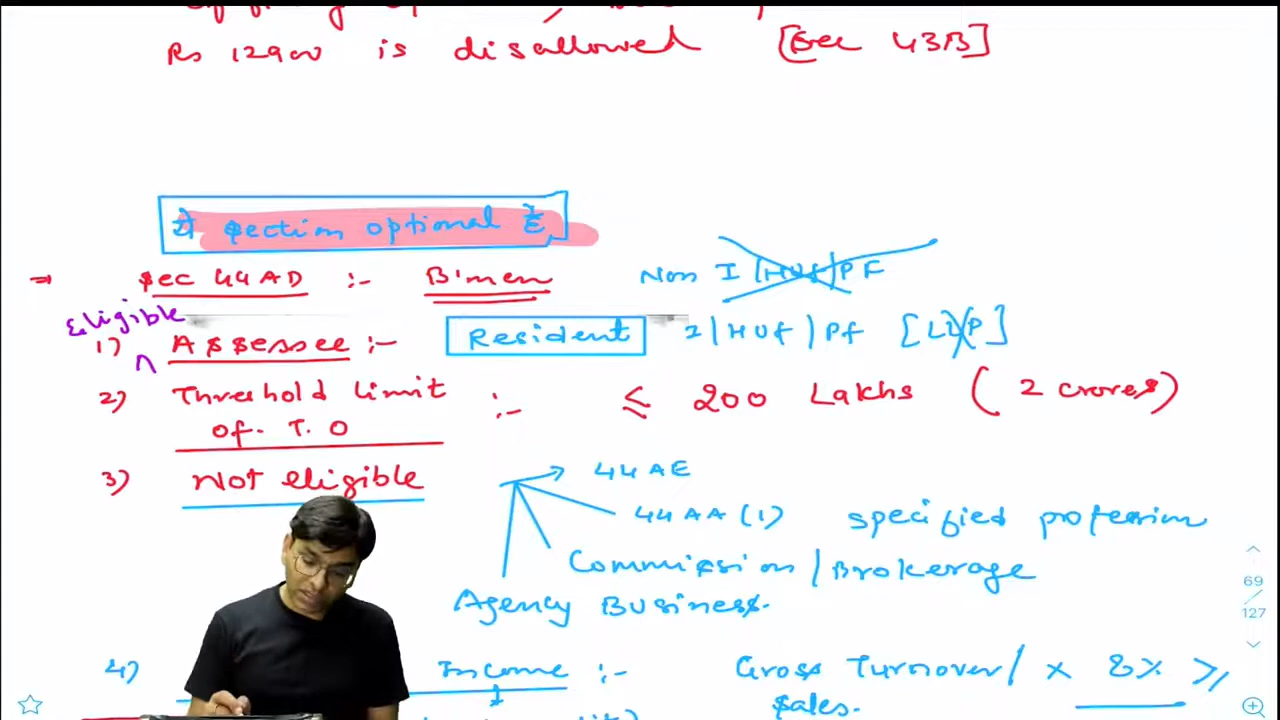 Rs 12900 is disallowed [Sec 43B]
section optional
⇒ Sec 44AD :- B'men Non I |HUf|PF
Eligible
1) Assessee :- Resident I|HUf|Pf [LLP]
2) Threshold limit of. T.O :- ≤ 200 Lakhs (2 crores)
3) Not eligible
44AE
44AA(1) specified profession
Commission/Brokerage
Agency Business.
4) Income :- Gross Turnover/ x 8% >,
sales.
69
/
127